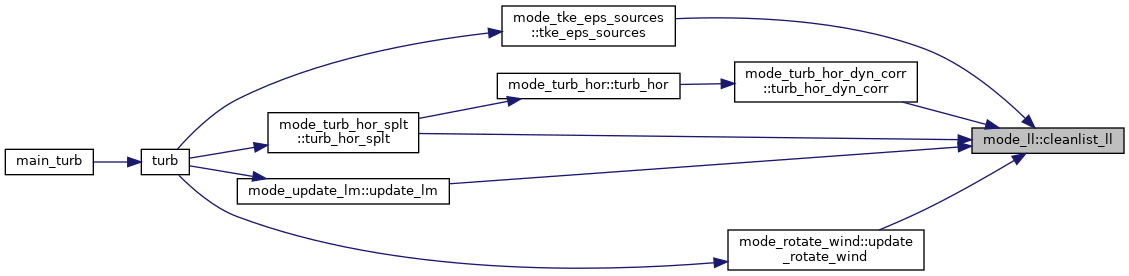 mode_tke_eps_sources
::tke_eps_sources
mode_turb_hor_dyn_corr
::turb_hor_dyn_corr
mode_turb_hor::turb_hor
mode_turb_hor_splt
::turb_hor_splt
mode_ll::cleanlist_ll
main_turb
turb
mode_update_lm::update_lm
mode_rotate_wind::update
_rotate_wind